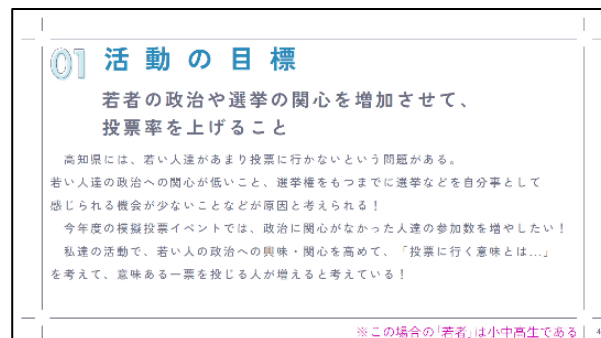 01 活動の目標
若者の政治や選挙の関心を増加させて、
投票率を上げること
高知県には、若い人達があまり投票に行かないという問題がある。
若い人達の政治への関心が低いこと、選挙権をもつまでに選挙などを自分事として
感じられる機会が少ないことなどが原因と考えられる！
今年度の模擬投票イベントでは、政治に関心がなかった人達の参加数を増やしたい！
私達の活動で、若い人の政治への興味・関心を高めて、「投票に行く意味とは...」
を考えて、意味ある一票を投じる人が増えると考えている！
※この場合の「若者」は小中高生である
4